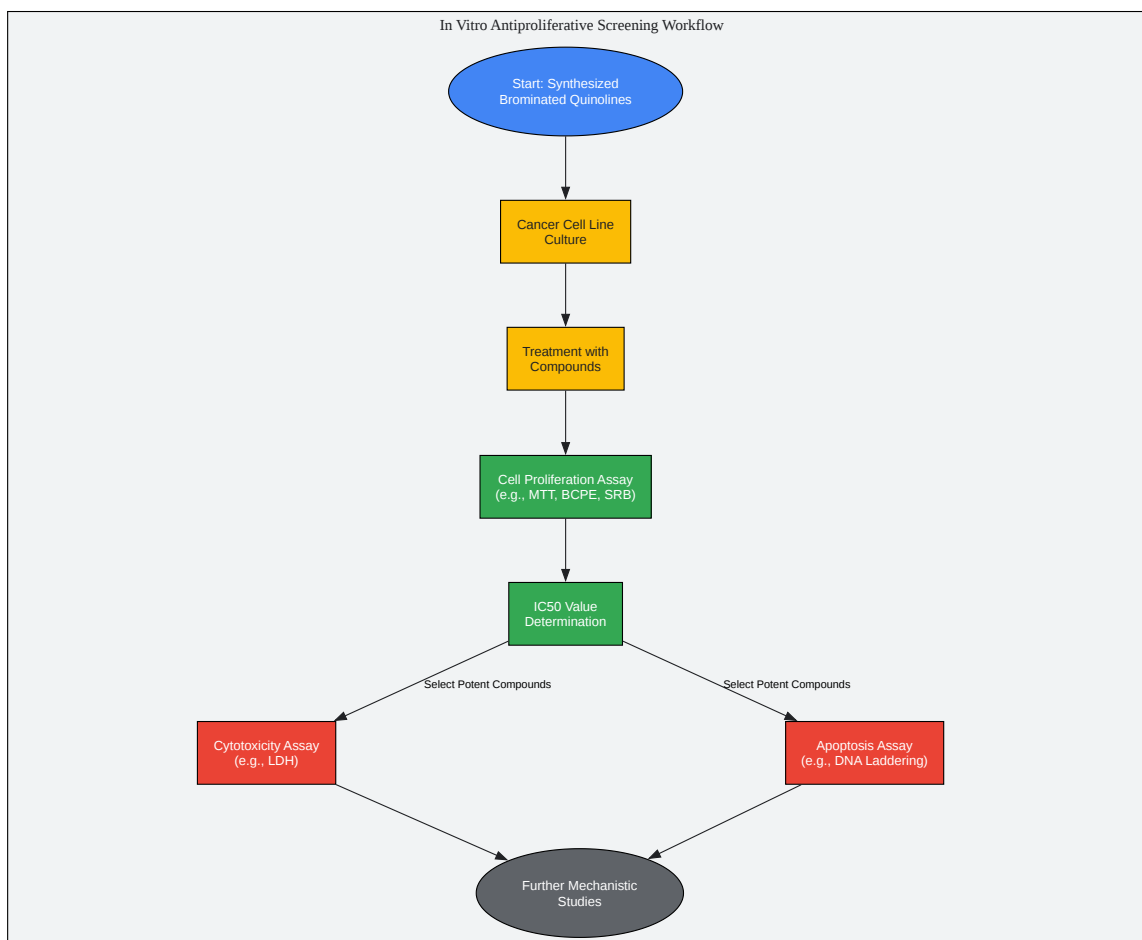 In Vitro Antiproliferative Screening Workflow
Start: Synthesized
Brominated Quinolines
Cancer Cell Line
Culture
Treatment with
Compounds
Cell Proliferation Assay
(e.g., MTT, BCPE, SRB)
IC50 Value
Determination
Select Potent Compounds
Select Potent Compounds
Cytotoxicity Assay
(e.g., LDH)
Apoptosis Assay
(e.g., DNA Laddering)
Further Mechanistic
Studies